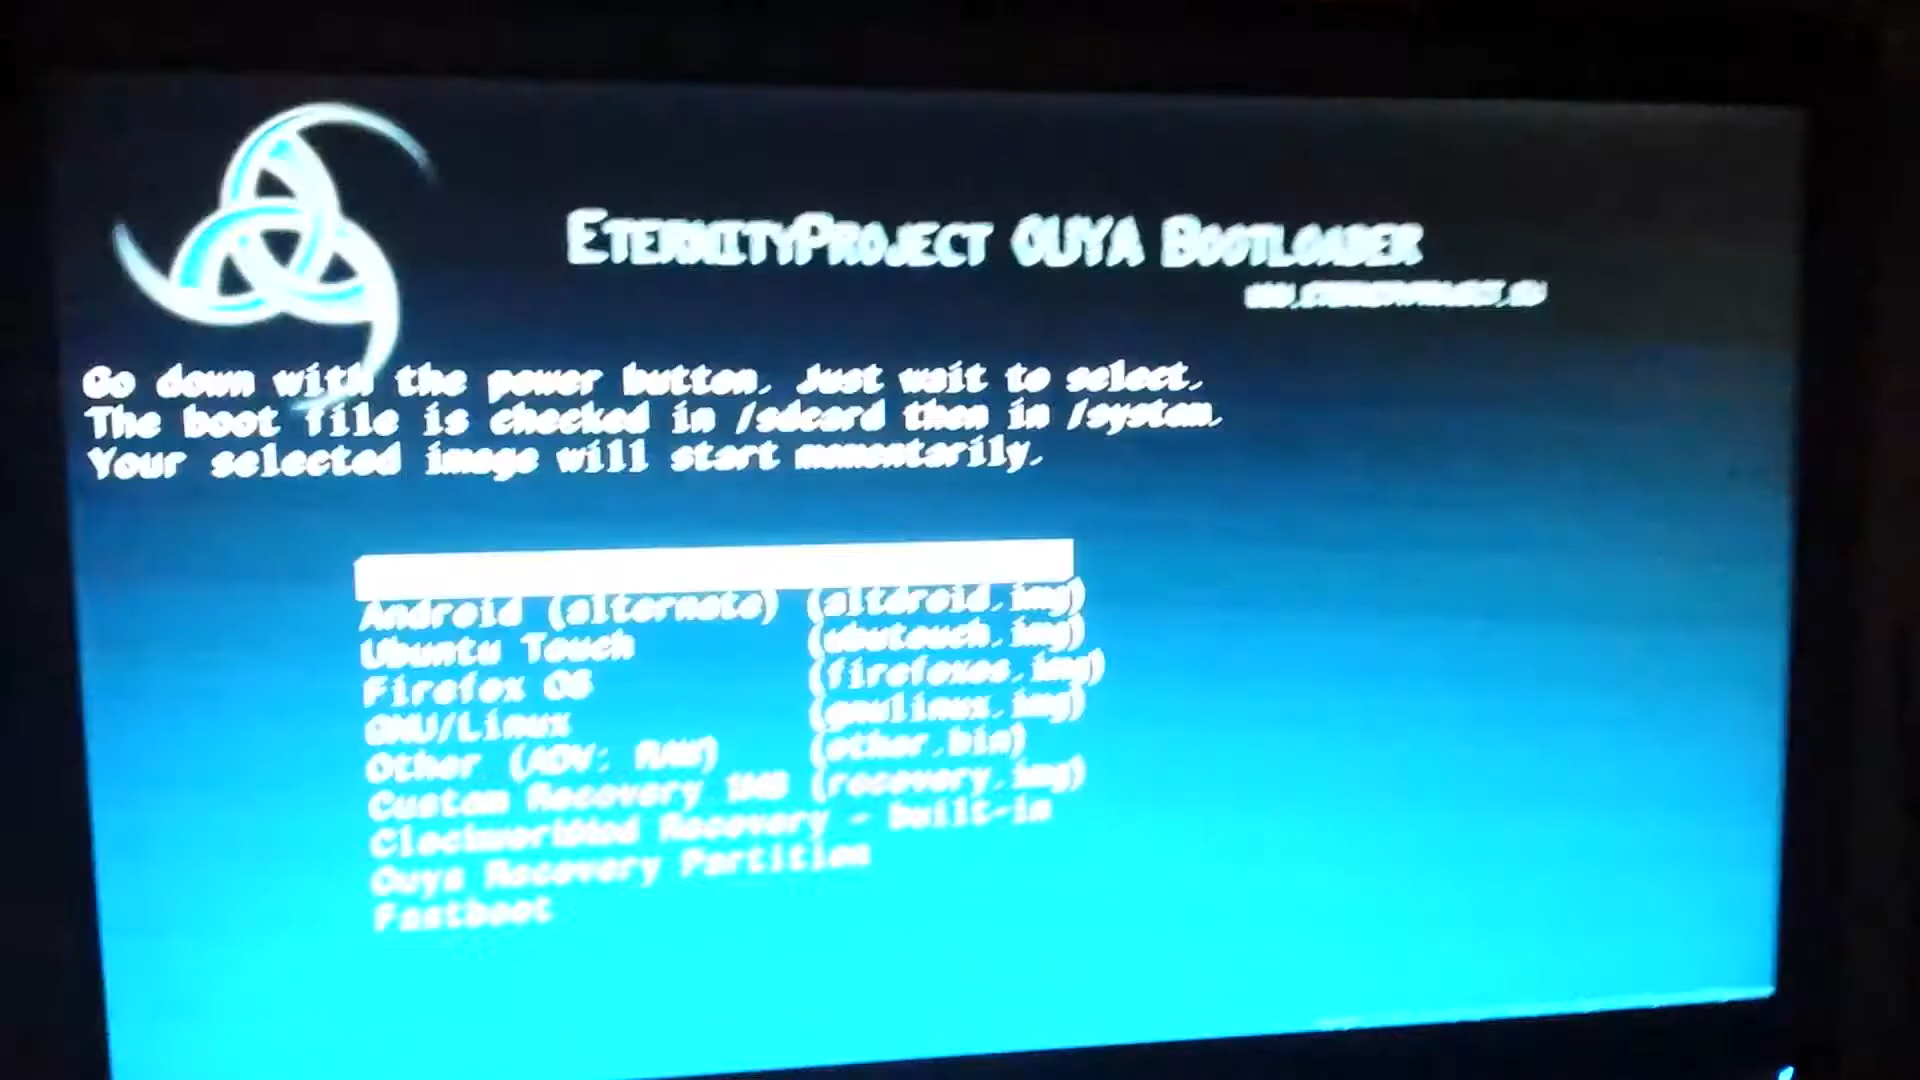 EternityProject OUYA Bootloader
www.eternityproject.eu
Go down with the power button. Just wait to select.
The boot file is checked in /sdcard then in /system.
Your selected image will start momentarily.
Android (alternate) (altdroid.img)
Ubuntu Touch (ubutouch.img)
Firefox OS (firefoxos.img)
GNU/Linux (gnulinux.img)
Other (ADV: RAW) (other.bin)
Custom Recovery IMG (recovery.img)
ClockworkMod Recovery - built-in
Ouya Recovery Partition
Fastboot